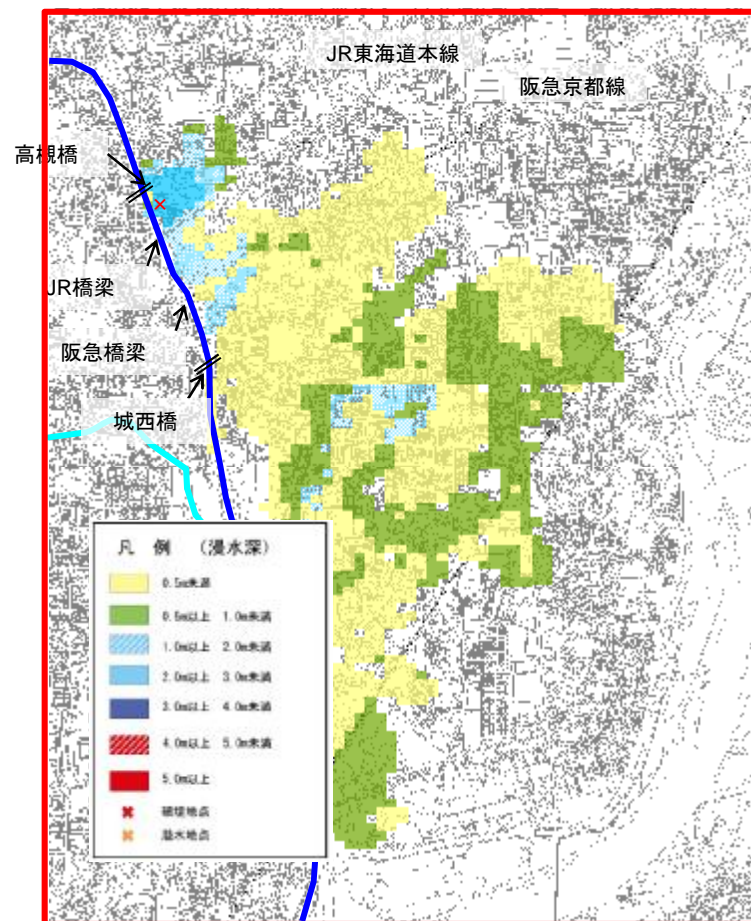 JR東海道本線
阪急京都線
高槻橋
JR橋梁
阪急橋梁
城西橋
凡 例 (浸水深)
0.5m未満
0.5m以上 1.0m未満
1.0m以上 2.0m未満
2.0m以上 3.0m未満
3.0m以上 4.0m未満
4.0m以上 5.0m未満
5.0m以上
破堤地点
溢水地点